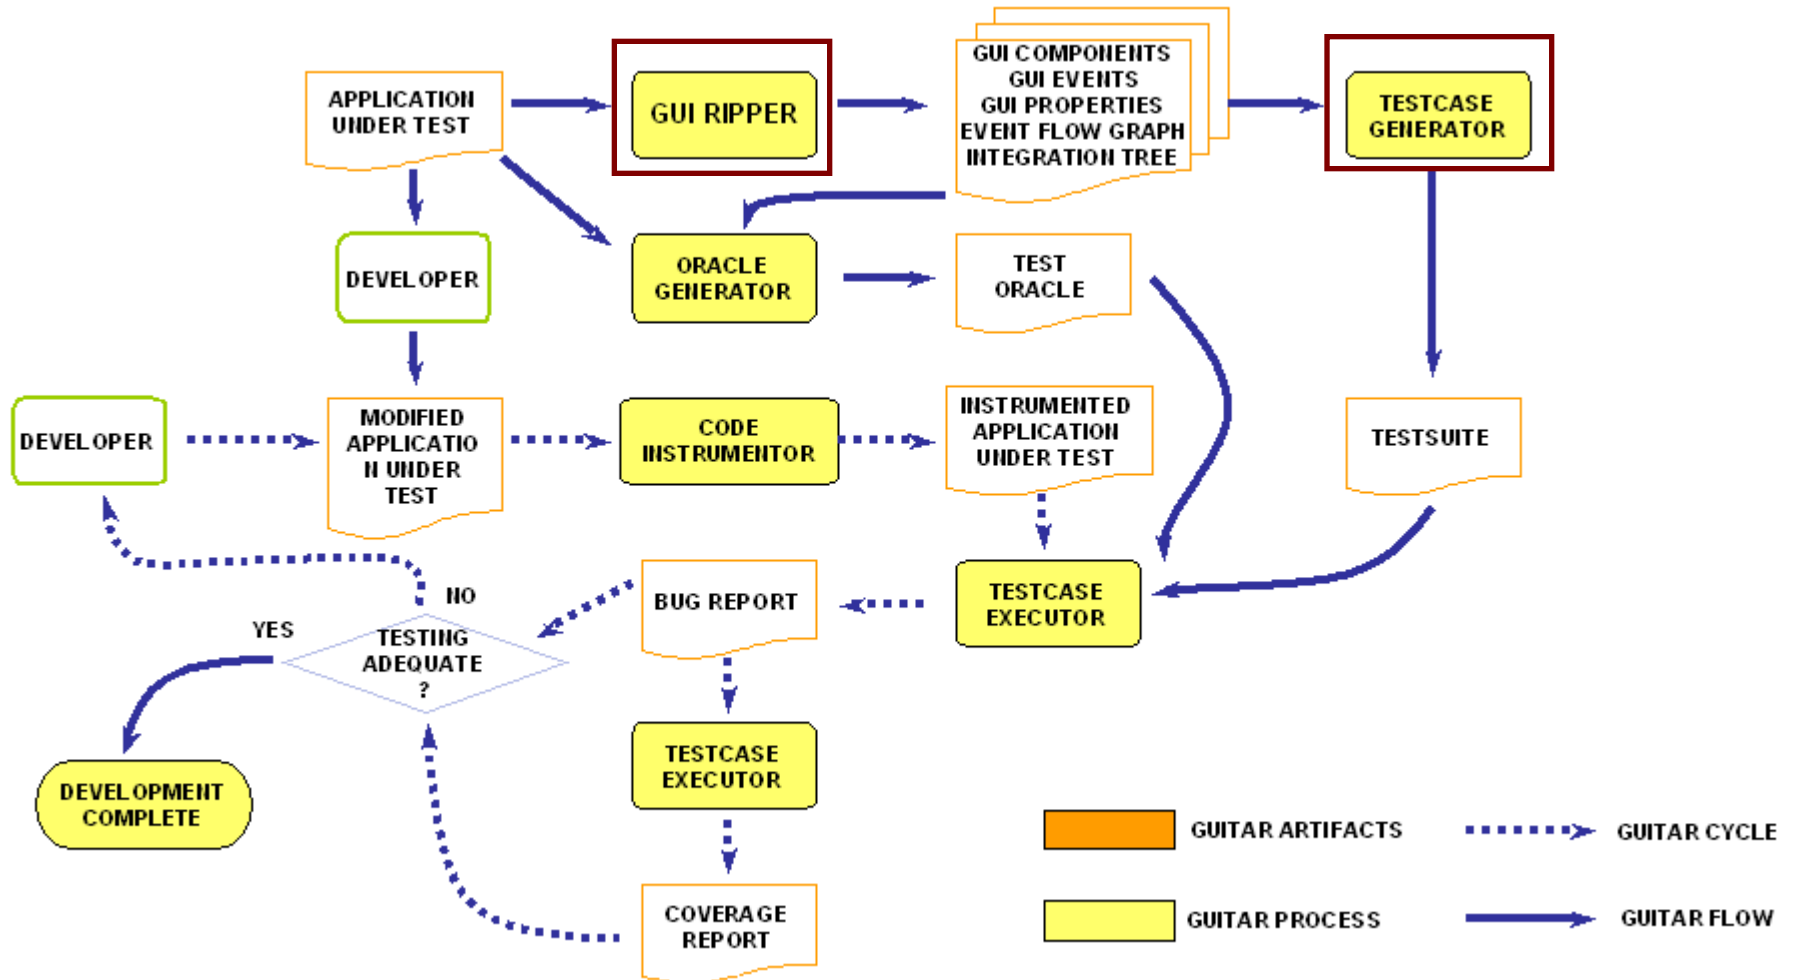 APPLICATION
UNDER TEST
GUI RIPPER
GUI COMPONENTS
GUI EVENTS
GUI PROPERTIES
EVENT FLOW GRAPH
INTEGRATION TREE
TESTCASE
GENERATOR
DEVELOPER
ORACLE
GENERATOR
TEST
ORACLE
DEVELOPER
MODIFIED
APPLICATIO
N UNDER
TEST
CODE
INSTRUMENTOR
INSTRUMENTED
APPLICATION
UNDER TEST
TESTSUITE
NO
YES
TESTING
ADEQUATE
?
BUG REPORT
TESTCASE
EXECUTOR
DEVELOPMENT
COMPLETE
TESTCASE
EXECUTOR
COVERAGE
REPORT
GUITAR ARTIFACTS
GUITAR CYCLE
GUITAR PROCESS
GUITAR FLOW